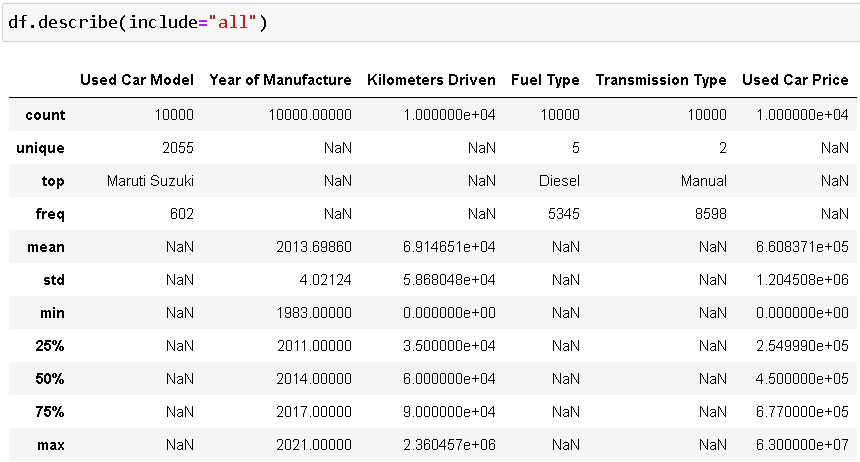 df.describe(include="all")
Used Car Model Year of Manufacture Kilometers Driven Fuel Type Transmission Type Used Car Price
count 10000 10000.00000 1.000000e+04 10000 10000 1.000000e+04
unique 2055 NaN NaN 5 2 NaN
top Maruti Suzuki NaN NaN Diesel Manual NaN
freq 602 NaN NaN 5345 8598 NaN
mean NaN 2013.69860 6.914651e+04 NaN NaN 6.608371e+05
std NaN 4.02124 5.868048e+04 NaN NaN 1.204508e+06
min NaN 1983.00000 0.000000e+00 NaN NaN 0.000000e+00
25% NaN 2011.00000 3.500000e+04 NaN NaN 2.549990e+05
50% NaN 2014.00000 6.000000e+04 NaN NaN 4.500000e+05
75% NaN 2017.00000 9.000000e+04 NaN NaN 6.770000e+05
max NaN 2021.00000 2.360457e+06 NaN NaN 6.300000e+07